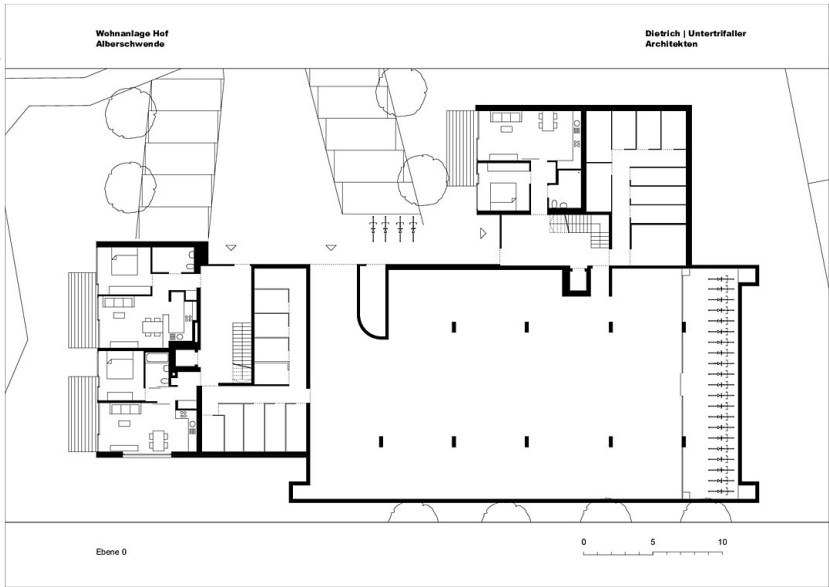 Wohnanlage Hof
Alberschwende
Dietrich | Untertrifaller
Architekten
Ebene 0
0 5 10